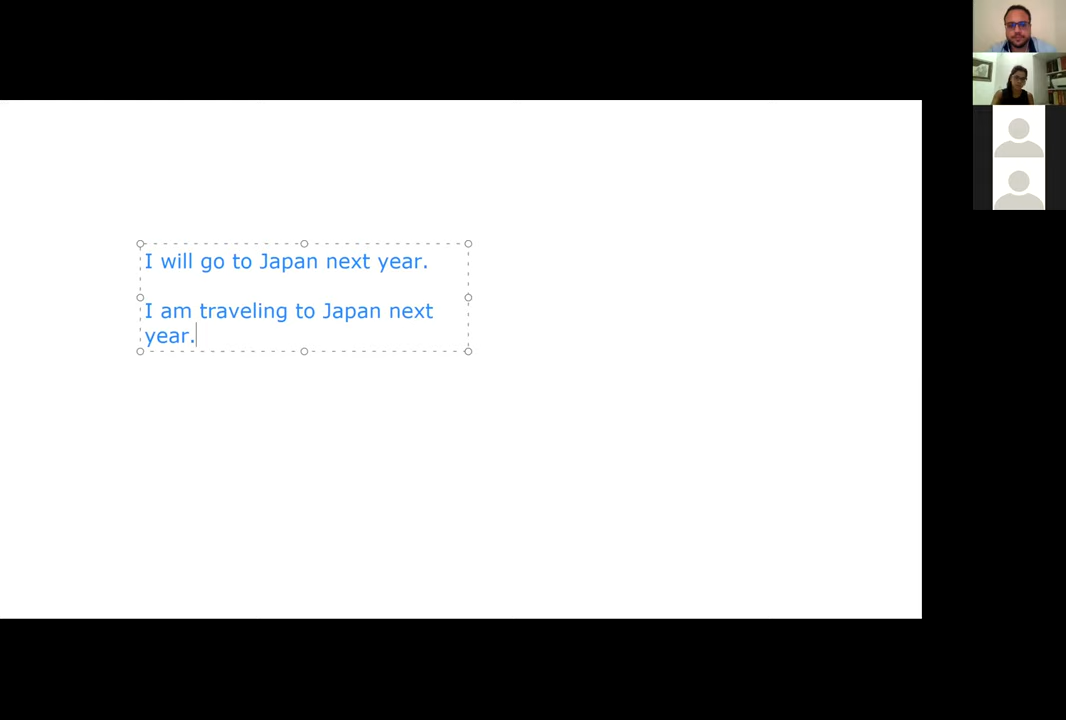 I will go to Japan next year.
I am traveling to Japan next
year.